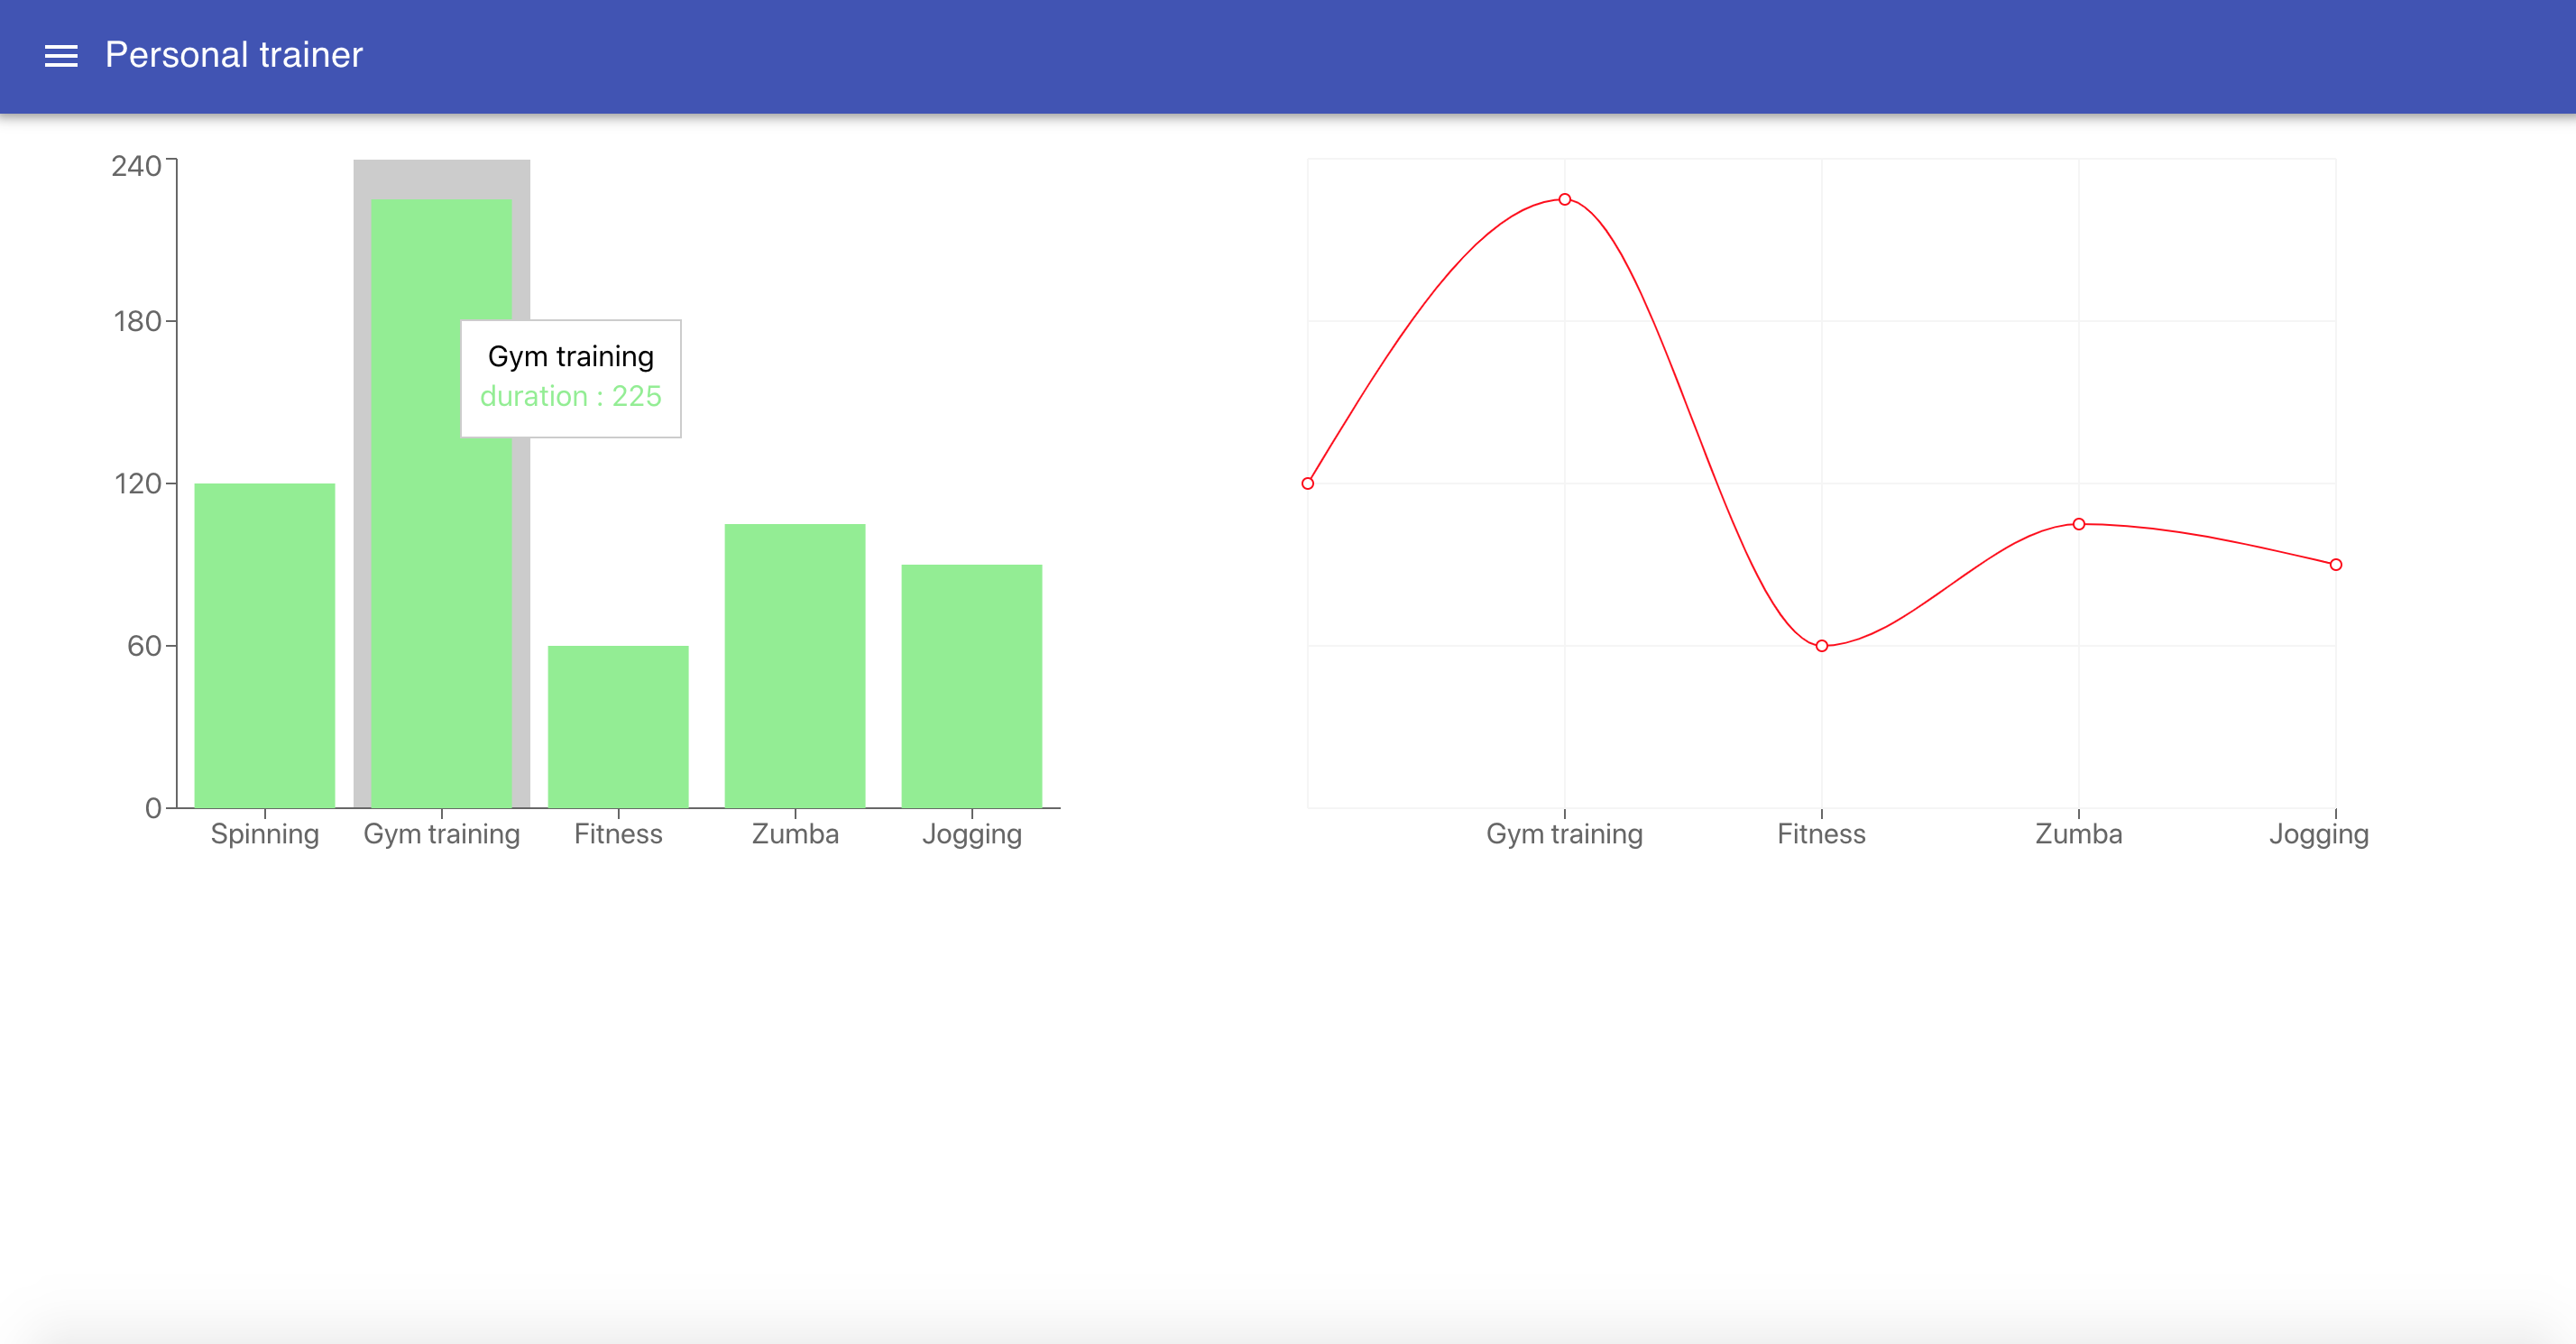 Personal trainer
240
180
120
60
0
Gym training
duration : 225
Spinning Gym training Fitness Zumba Jogging
Gym training Fitness Zumba Jogging